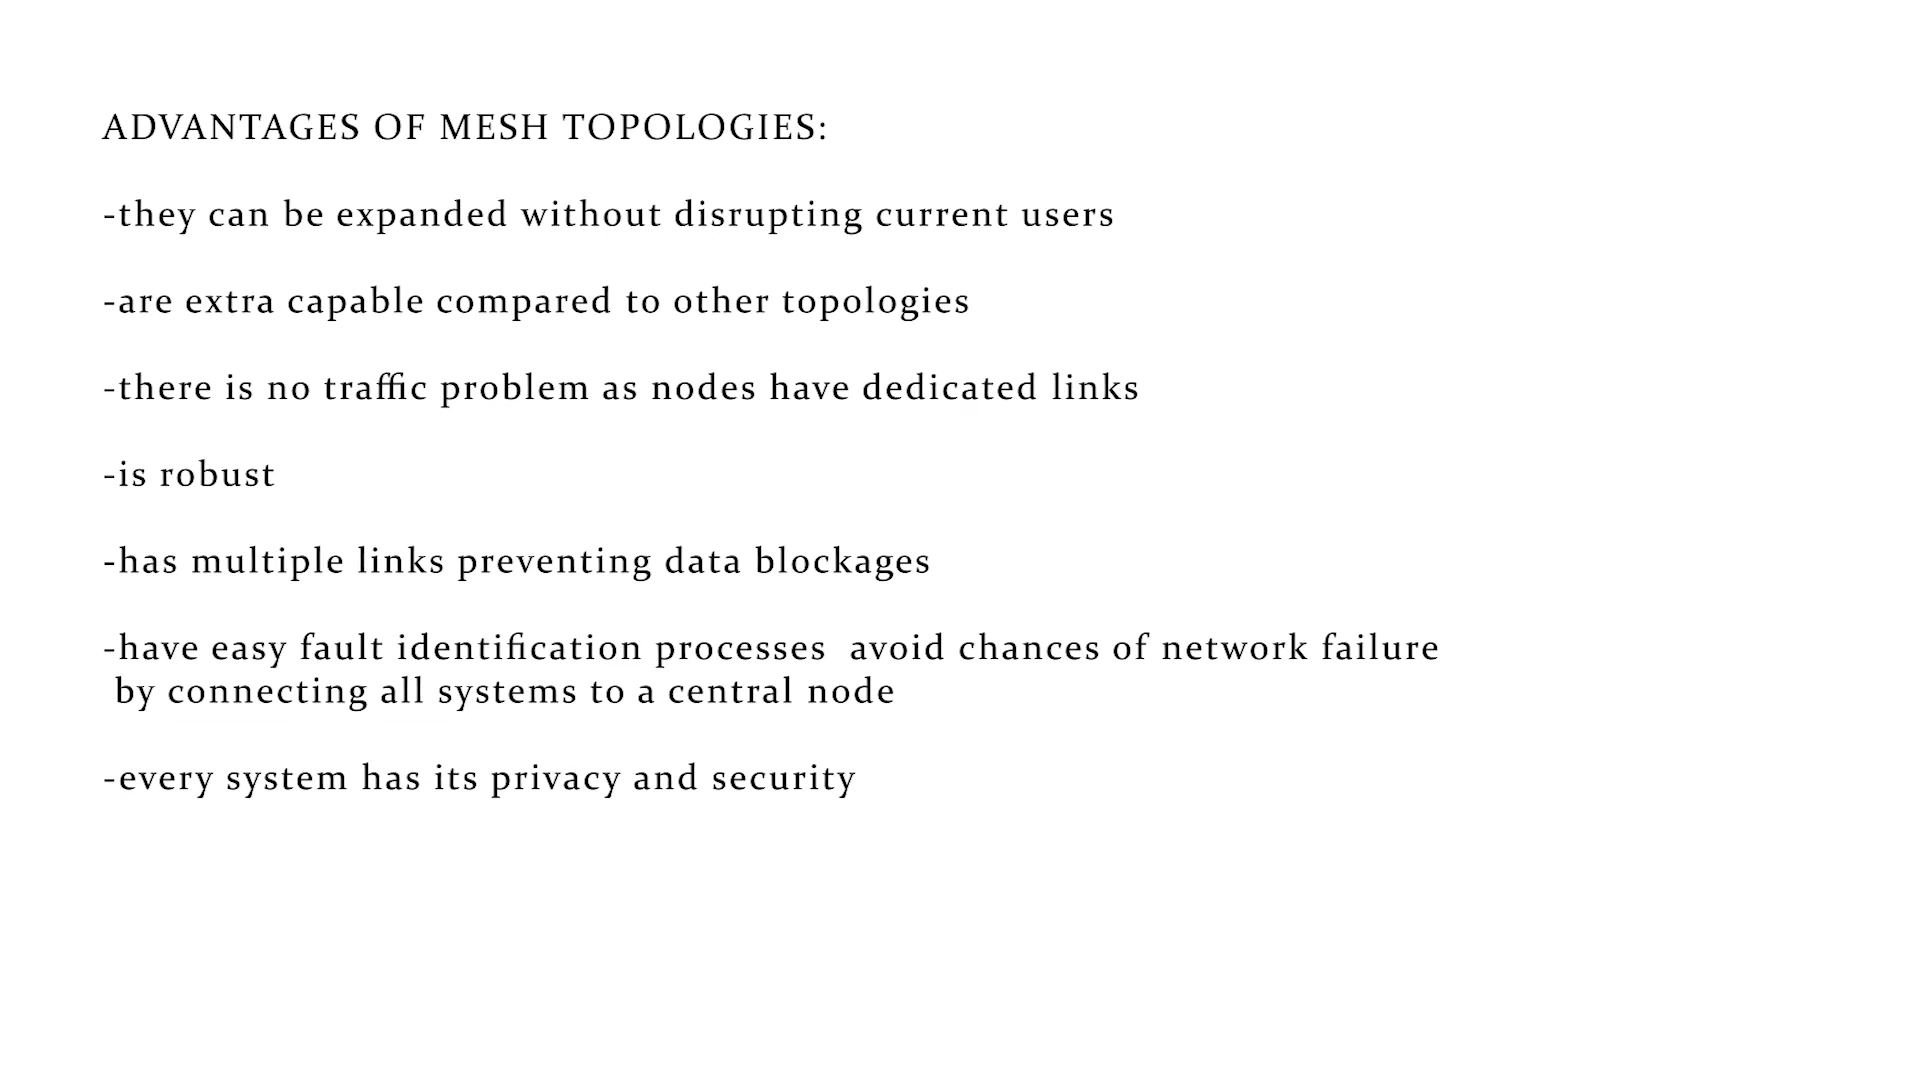 ADVANTAGES OF MESH TOPOLOGIES:
-they can be expanded without disrupting current users
-are extra capable compared to other topologies
-there is no traffic problem as nodes have dedicated links
-is robust
-has multiple links preventing data blockages
-have easy fault identification processes  avoid chances of network failure
by connecting all systems to a central node
-every system has its privacy and security